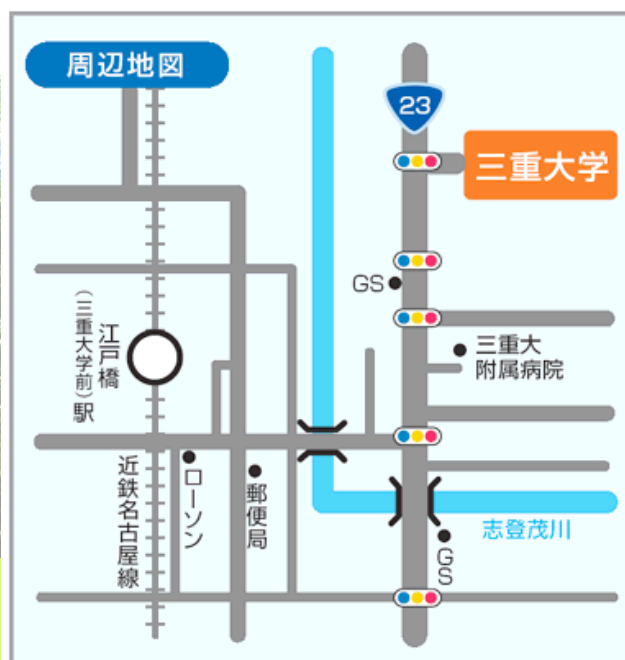 周辺地図
23
三重大学
GS
三重大
附属病院
江戸橋
（三重大学前）駅
近鉄名古屋線
ローソン
郵便局
志登茂川
GS